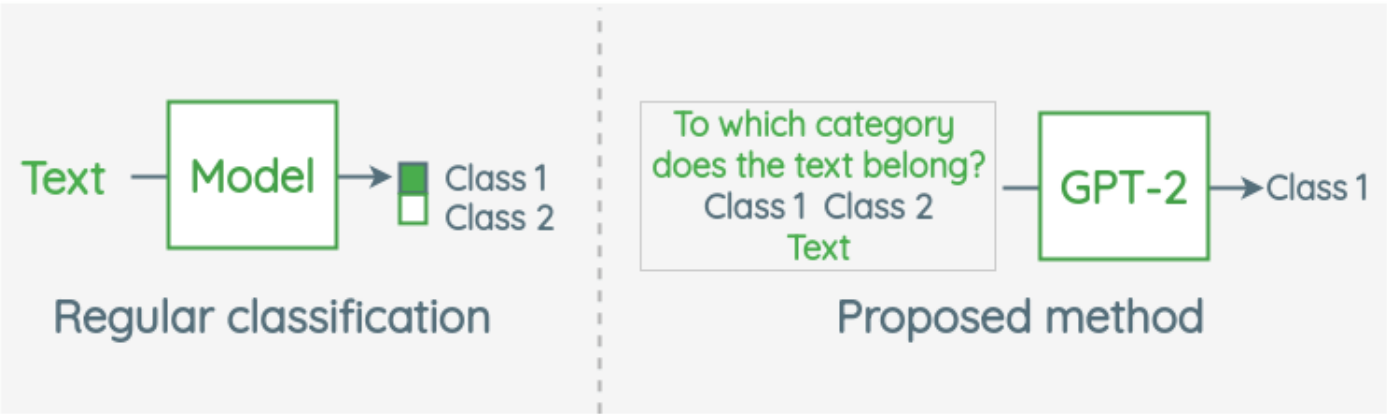 Text
Model
Class 1
Class 2
Regular classification
To which category
does the text belong?
Class 1 Class 2
Text
GPT-2
Class 1
Proposed method